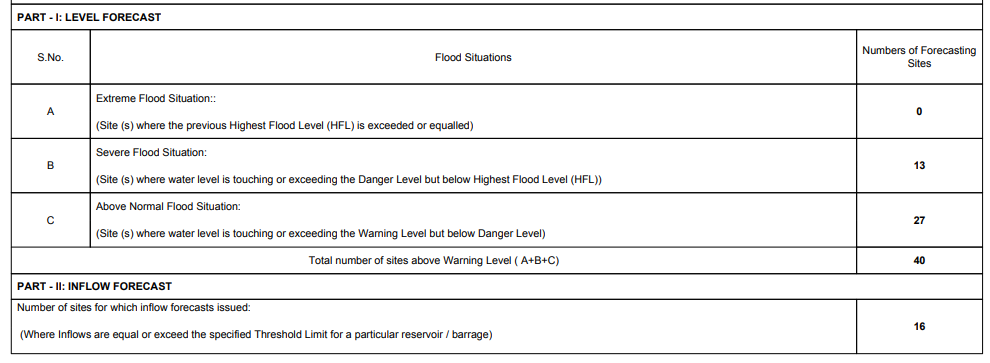 PART - I: LEVEL FORECAST
S.No.
Flood Situations
Numbers of Forecasting
Sites
A
Extreme Flood Situation::
(Site (s) where the previous Highest Flood Level (HFL) is exceeded or equalled)
0
B
Severe Flood Situation:
(Site (s) where water level is touching or exceeding the Danger Level but below Highest Flood Level (HFL))
13
C
Above Normal Flood Situation:
(Site (s) where water level is touching or exceeding the Warning Level but below Danger Level)
27
Total number of sites above Warning Level ( A+B+C)
40
PART - II: INFLOW FORECAST
Number of sites for which inflow forecasts issued:
(Where Inflows are equal or exceed the specified Threshold Limit for a particular reservoir / barrage)
16